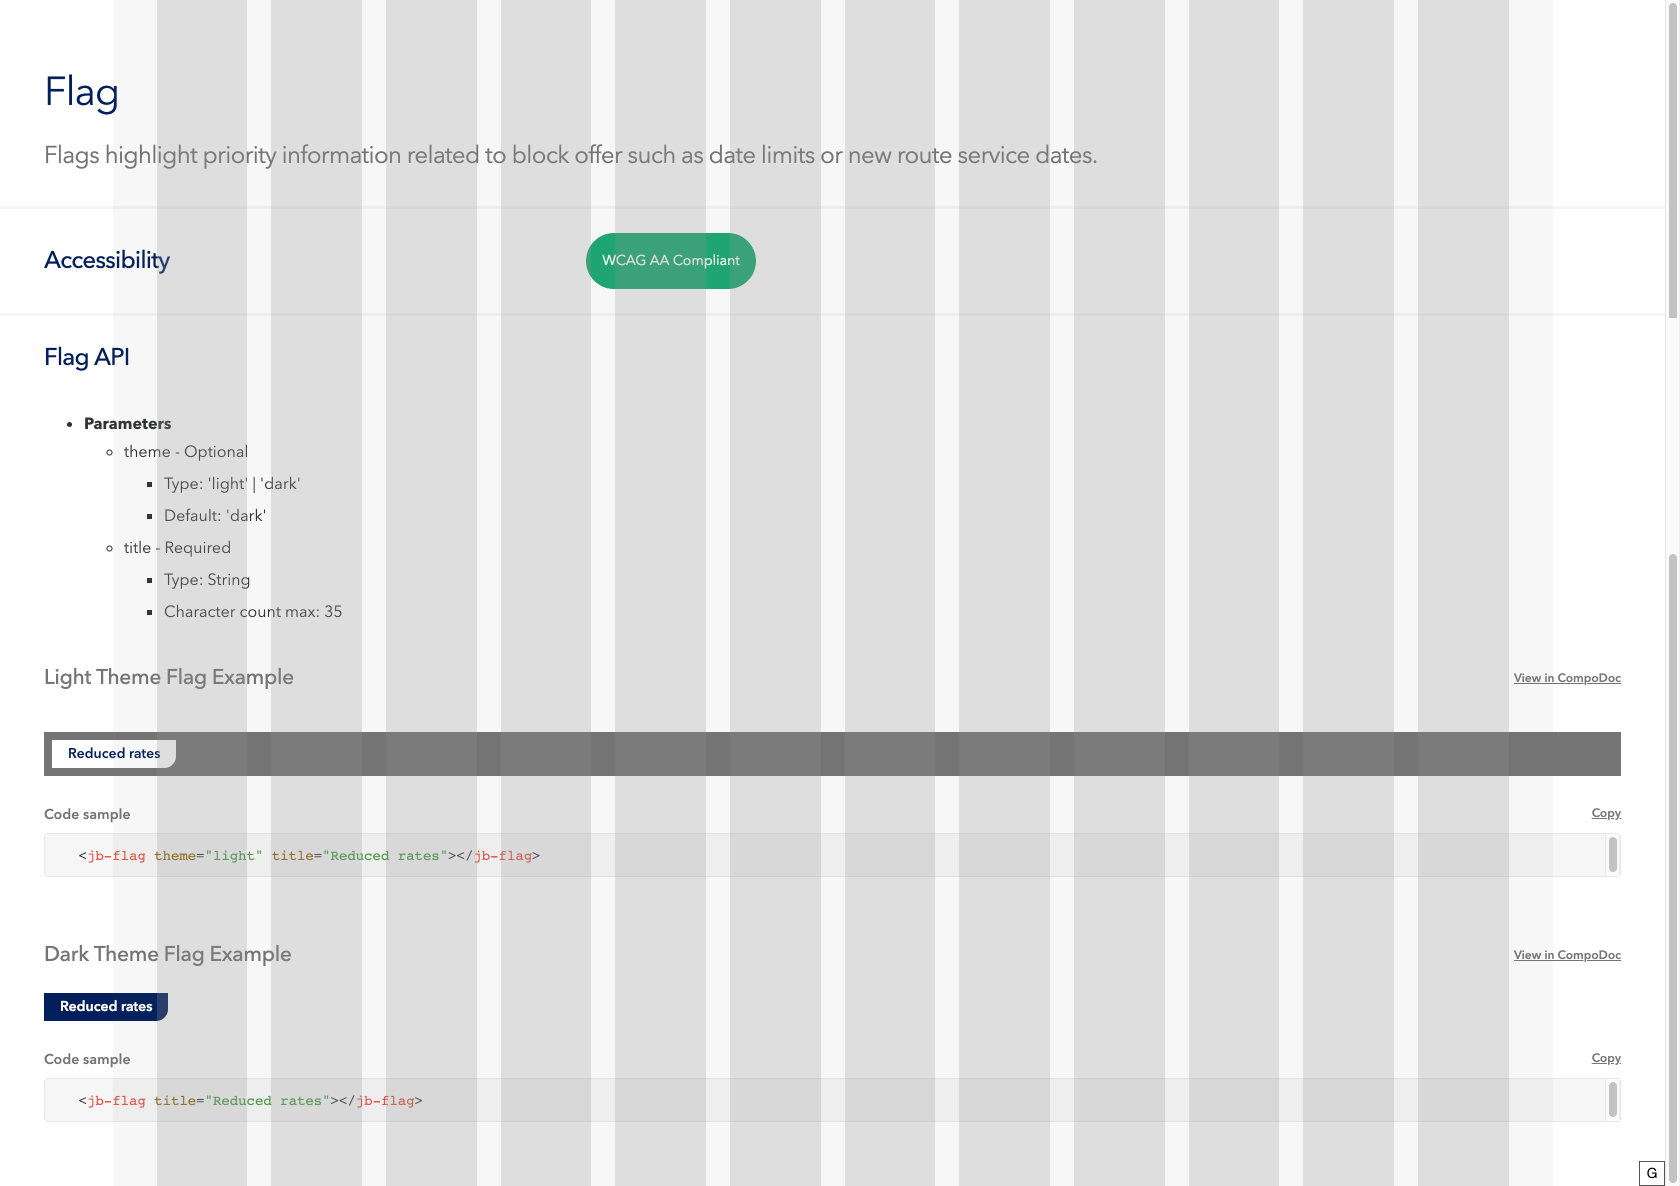 Flag
Flags highlight priority information related to block offer such as date limits or new route service dates.
Accessibility
WCAG AA Compliant
Flag API
Parameters
theme - Optional
Type: 'light' | 'dark'
Default: 'dark'
title - Required
Type: String
Character count max: 35
Light Theme Flag Example
View in CompoDoc
Reduced rates
Code sample
Copy
<jb-flag theme="light" title="Reduced rates"></jb-flag>
Dark Theme Flag Example
View in CompoDoc
Reduced rates
Code sample
Copy
<jb-flag title="Reduced rates"></jb-flag>
G